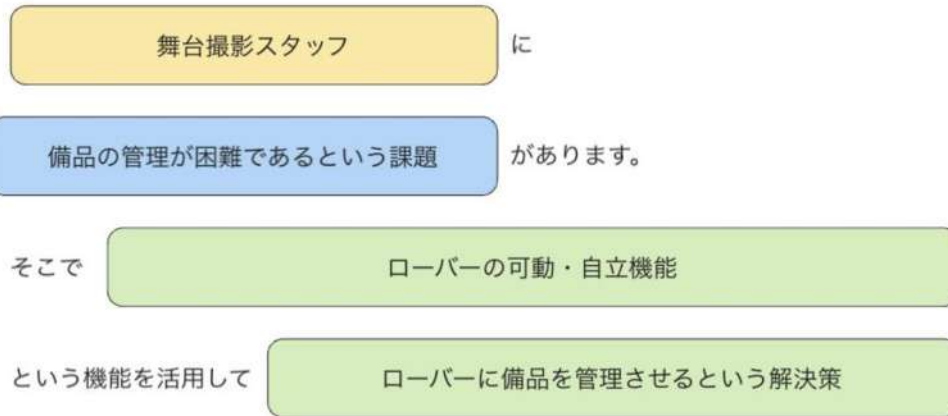 舞台撮影スタッフ に
備品の管理が困難であるという課題 があります。
そこで ローバーの可動・自立機能
という機能を活用して ローバーに備品を管理させるという解決策